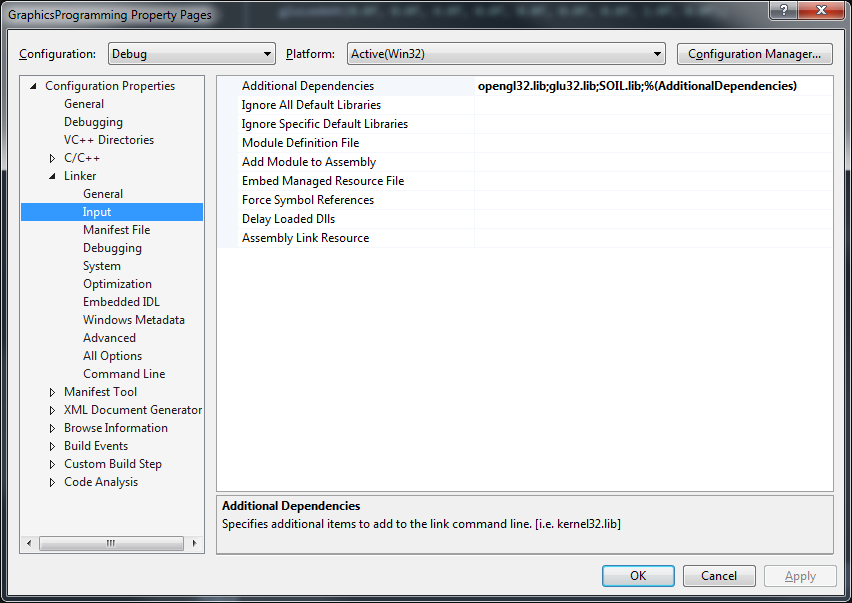 GraphicsProgramming Property Pages
Configuration: Debug Platform: Active(Win32) Configuration Manager...
Configuration Properties
General
Debugging
VC++ Directories
C/C++
Linker
General
Input
Manifest File
Debugging
System
Optimization
Embedded IDL
Windows Metadata
Advanced
All Options
Command Line
Manifest Tool
XML Document Generator
Browse Information
Build Events
Custom Build Step
Code Analysis
Additional Dependencies opengl32.lib;glu32.lib;SOIL.lib;%(AdditionalDependencies)
Ignore All Default Libraries
Ignore Specific Default Libraries
Module Definition File
Add Module to Assembly
Embed Managed Resource File
Force Symbol References
Delay Loaded Dlls
Assembly Link Resource
Additional Dependencies
Specifies additional items to add to the link command line. [i.e. kernel32.lib]
OK Cancel Apply